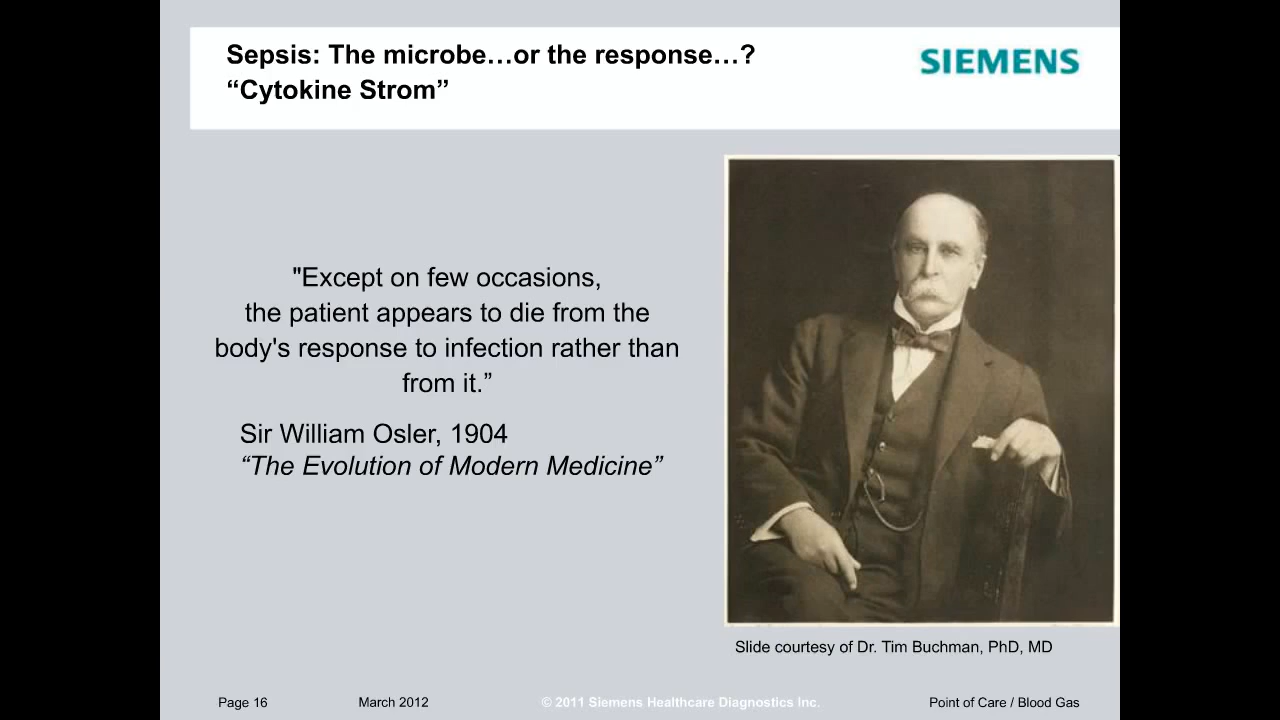 Sepsis: The microbe…or the response…?
“Cytokine Strom”
SIEMENS
"Except on few occasions,
the patient appears to die from the
body's response to infection rather than
from it.”
Sir William Osler, 1904
“The Evolution of Modern Medicine”
Slide courtesy of Dr. Tim Buchman, PhD, MD
Page 16
March 2012
© 2011 Siemens Healthcare Diagnostics Inc.
Point of Care / Blood Gas